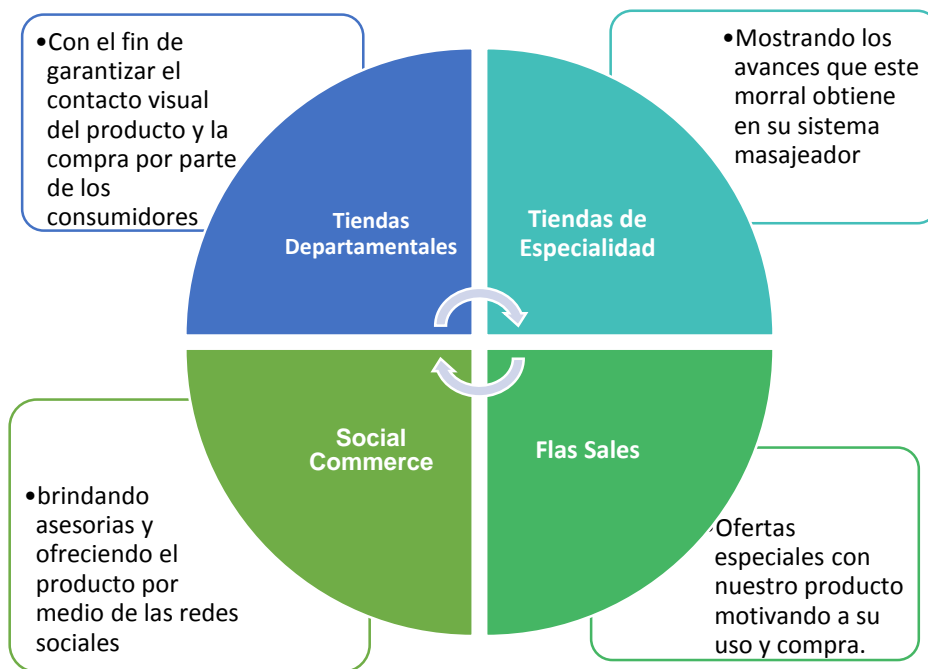 •Con el fin de
garantizar el
contacto visual
del producto y la
compra por parte
de los
consumidores
Tiendas
Departamentales
•Mostrando los
avances que este
morral obtiene
en su sistema
masajeador
Tiendas de
Especialidad
Social
Commerce
•brindando
asesorias y
ofreciendo el
producto por
medio de las redes
sociales
Flas Sales
•Ofertas
especiales con
nuestro producto
motivando a su
uso y compra.